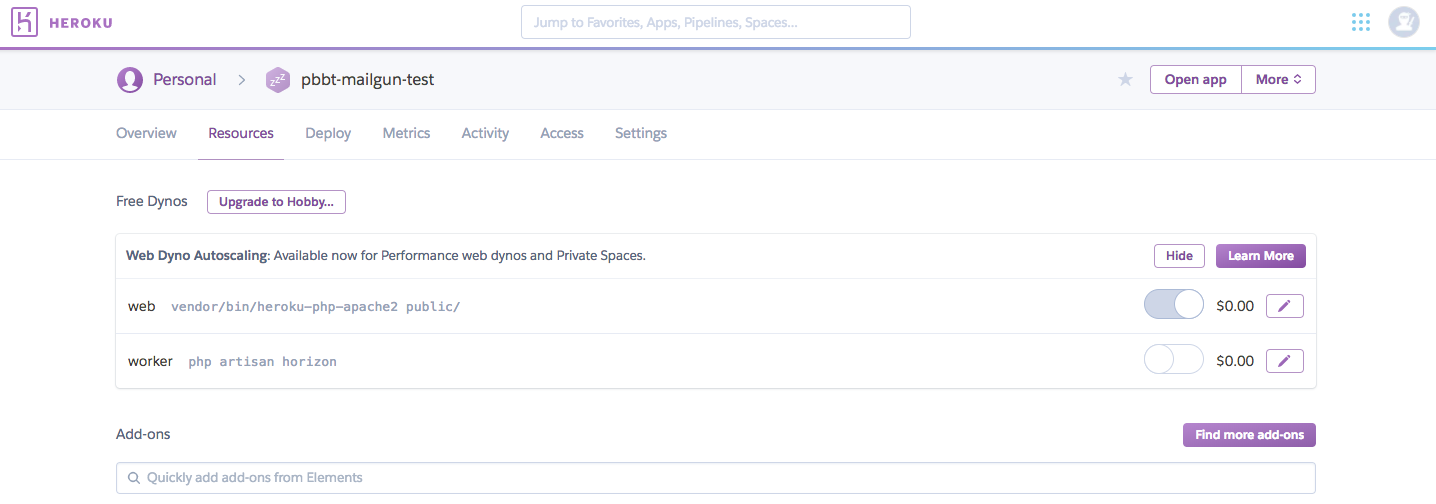 HEROKU
Jump to Favorites, Apps, Pipelines, Spaces...
Personal > zzz pbbt-mailgun-test
Open app More
Overview Resources Deploy Metrics Activity Access Settings
Free Dynos Upgrade to Hobby...
Web Dyno Autoscaling: Available now for Performance web dynos and Private Spaces. Hide Learn More
web vendor/bin/heroku-php-apache2 public/ $0.00
worker php artisan horizon $0.00
Add-ons Find more add-ons
Quickly add add-ons from Elements